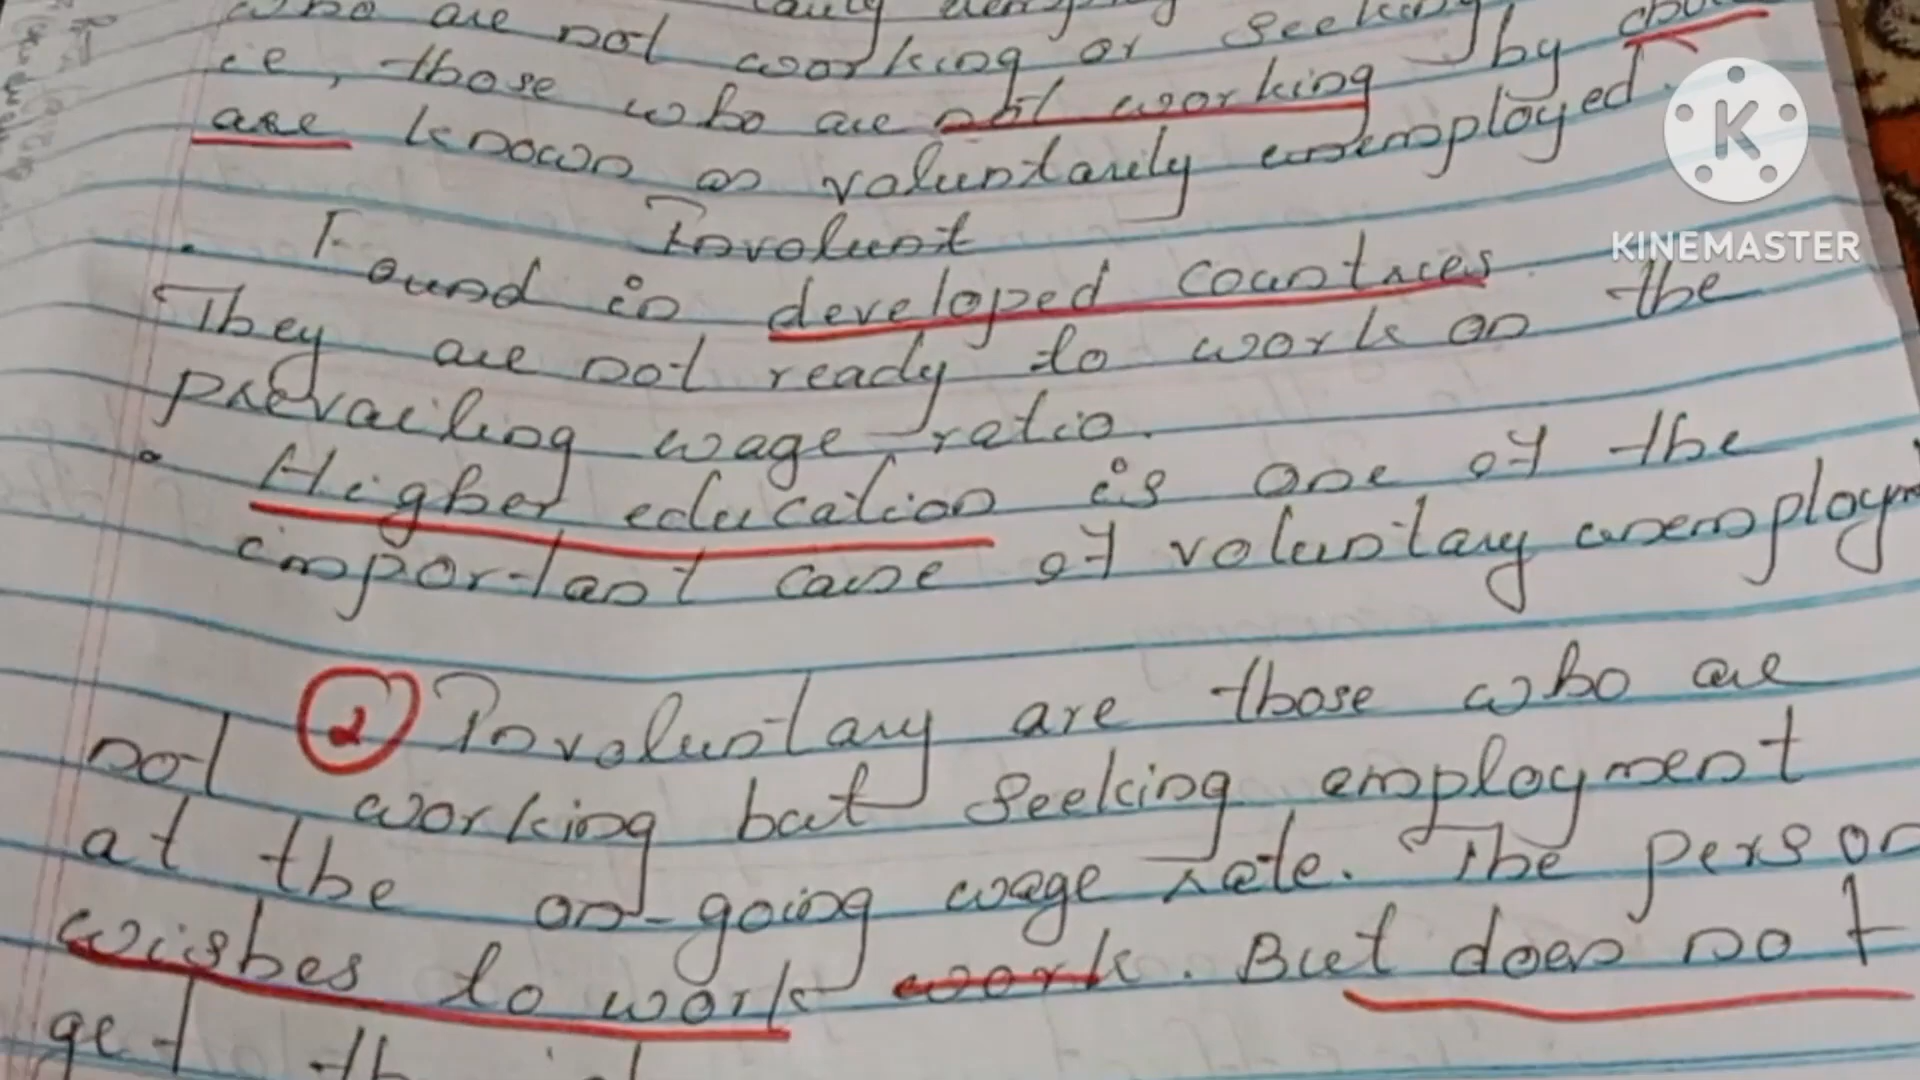 who are not working or seeking
ie, those who are not working by
are known as voluntarily unemployed.
Involunt
. Found in developed countries.
They are not ready to work on the
prevailing wage ratio.
. Higher education is one of the
important cause of voluntary unemploym
2 Involuntary are those who are
not working but seeking employment
at the on-going wage rate. The person
wishes to work work. But does not
get
K
KINEMASTER